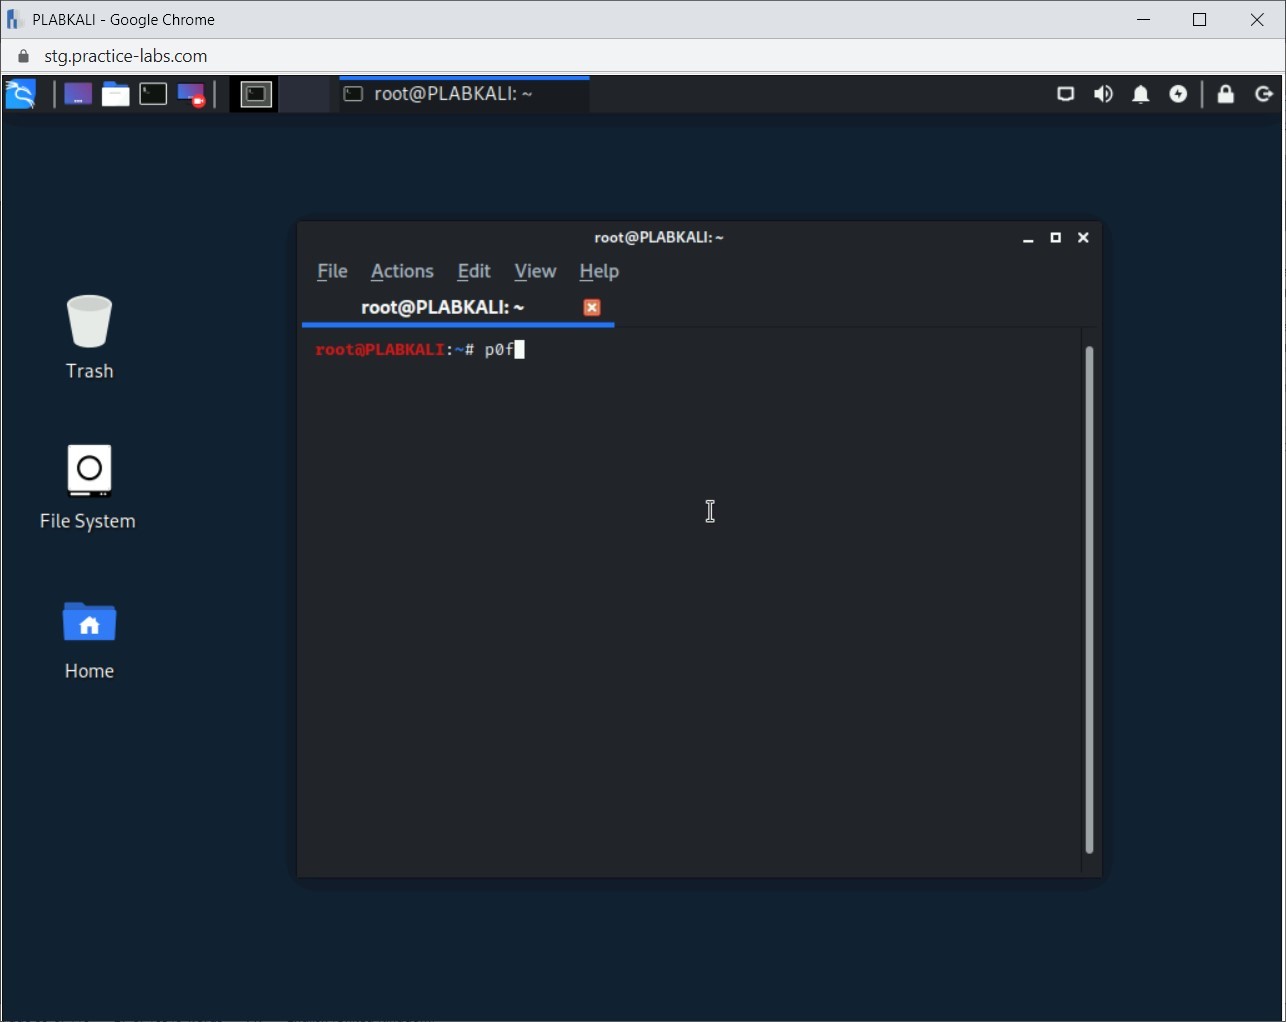 PLABKALI - Google Chrome
stg.practice-labs.com
root@PLABKALI: ~
root@PLABKALI: ~
File Actions Edit View Help
root@PLABKALI: ~
root@PLABKALI:~# p0f
Trash
File System
Home